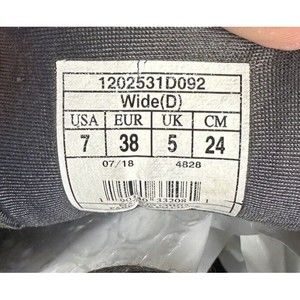 1202531D092
Wide(D)
USA EUR UK CM
7 38 5 24
07/18 4828